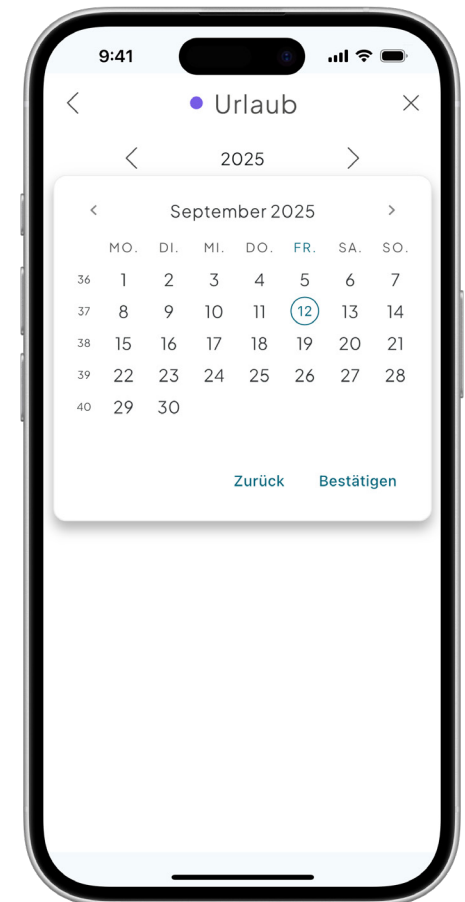 9:41
Urlaub
2025
September 2025
MO. DI. MI. DO. FR. SA. SO.
36 1 2 3 4 5 6 7
37 8 9 10 11 12 13 14
38 15 16 17 18 19 20 21
39 22 23 24 25 26 27 28
40 29 30
Zurück Bestätigen